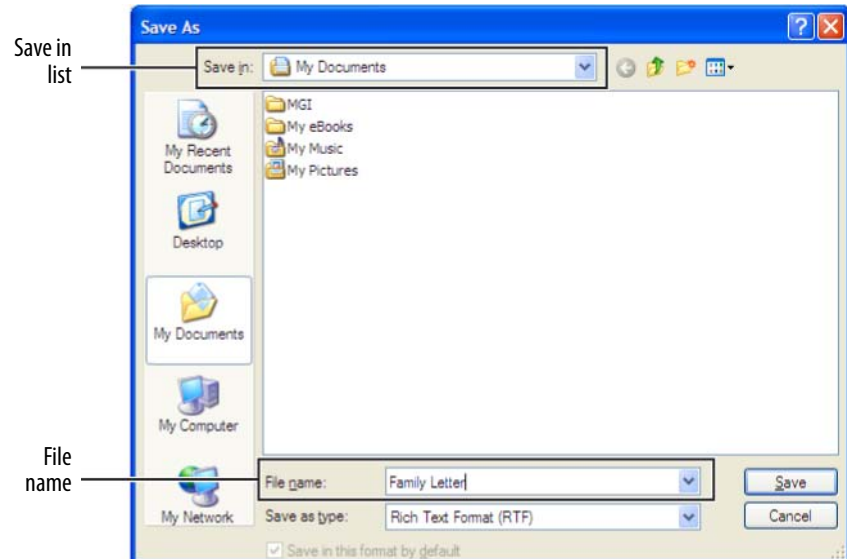 Save As
Save in
list
Save in: My Documents
MGI
My eBooks
My Music
My Pictures
My Recent
Documents
Desktop
My Documents
My Computer
My Network
File
name
File name: Family Letter
Save
Save as type: Rich Text Format (RTF)
Cancel
Save in this format by default